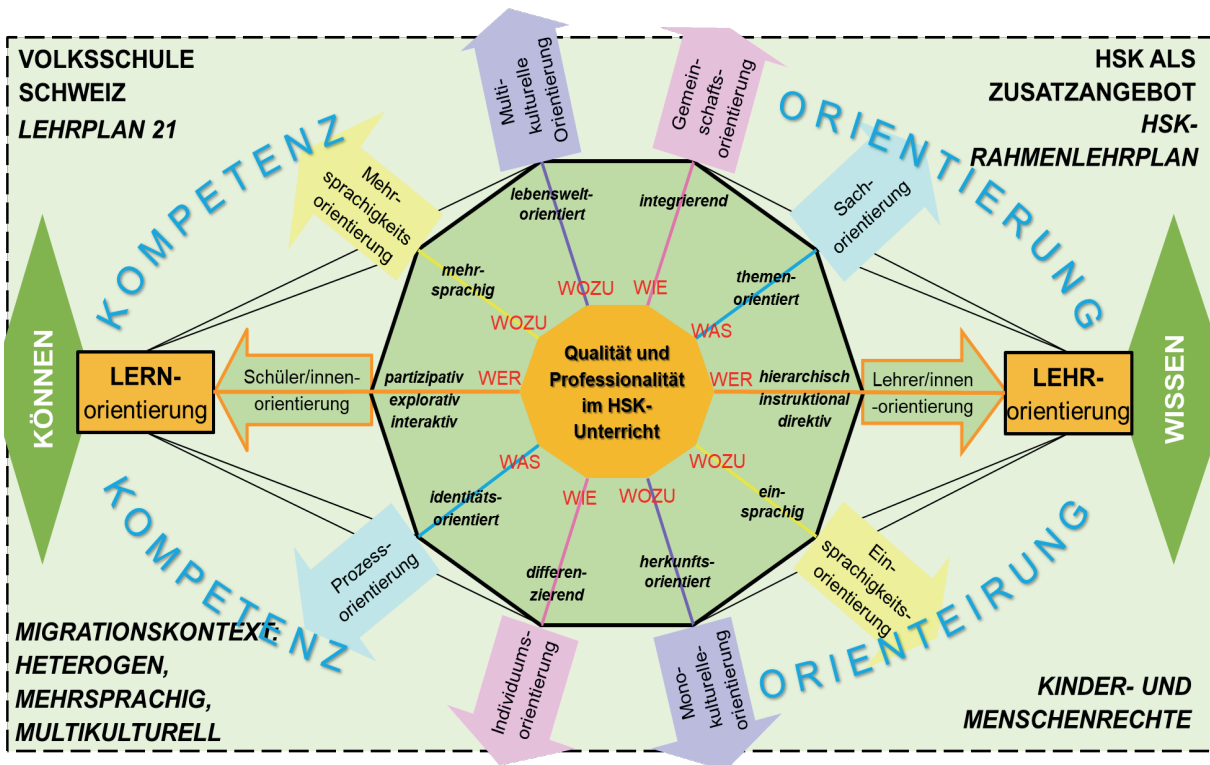 VOLKSSCHULE
SCHWEIZ
LEHRPLAN 21
HSK ALS
ZUSATZANGEBOT
HSK-
RAHMENLEHRPLAN
KOMPETENZ
ORIENTIERUNG
Multi-
kulturelle
Orientierung
Gemein-
schafts-
orientierung
Mehr-
sprachigkeits
orientierung
Sach-
orientierung
lebenswelt-
orientiert
integrierend
mehr-
sprachig
themen-
orientiert
WOZU
WIE
WOZU
WAS
KÖNNEN
LERN-
orientierung
Schüler/innen-
orientierung
partizipativ
explorativ
interaktiv
WER
Qualität und
Professionalität
im HSK-
Unterricht
WER
hierarchisch
instruktional
direktiv
Lehrer/innen
-orientierung
LEHR-
orientierung
WISSEN
WAS
WIE
WOZU
WOZU
identitäts-
orientiert
differen-
zierend
herkunfts-
orientiert
ein-
sprachig
Prozess-
orientierung
Individuums-
orientierung
Mono-
kulturelle-
orientierung
Ein-
sprachigkeits-
orientierung
KOMPETENZ
ORIENTEIRUNG
MIGRATIONSKONTEXT:
HETEROGEN,
MEHRSPRACHIG,
MULTIKULTURELL
KINDER- UND
MENSCHENRECHTE